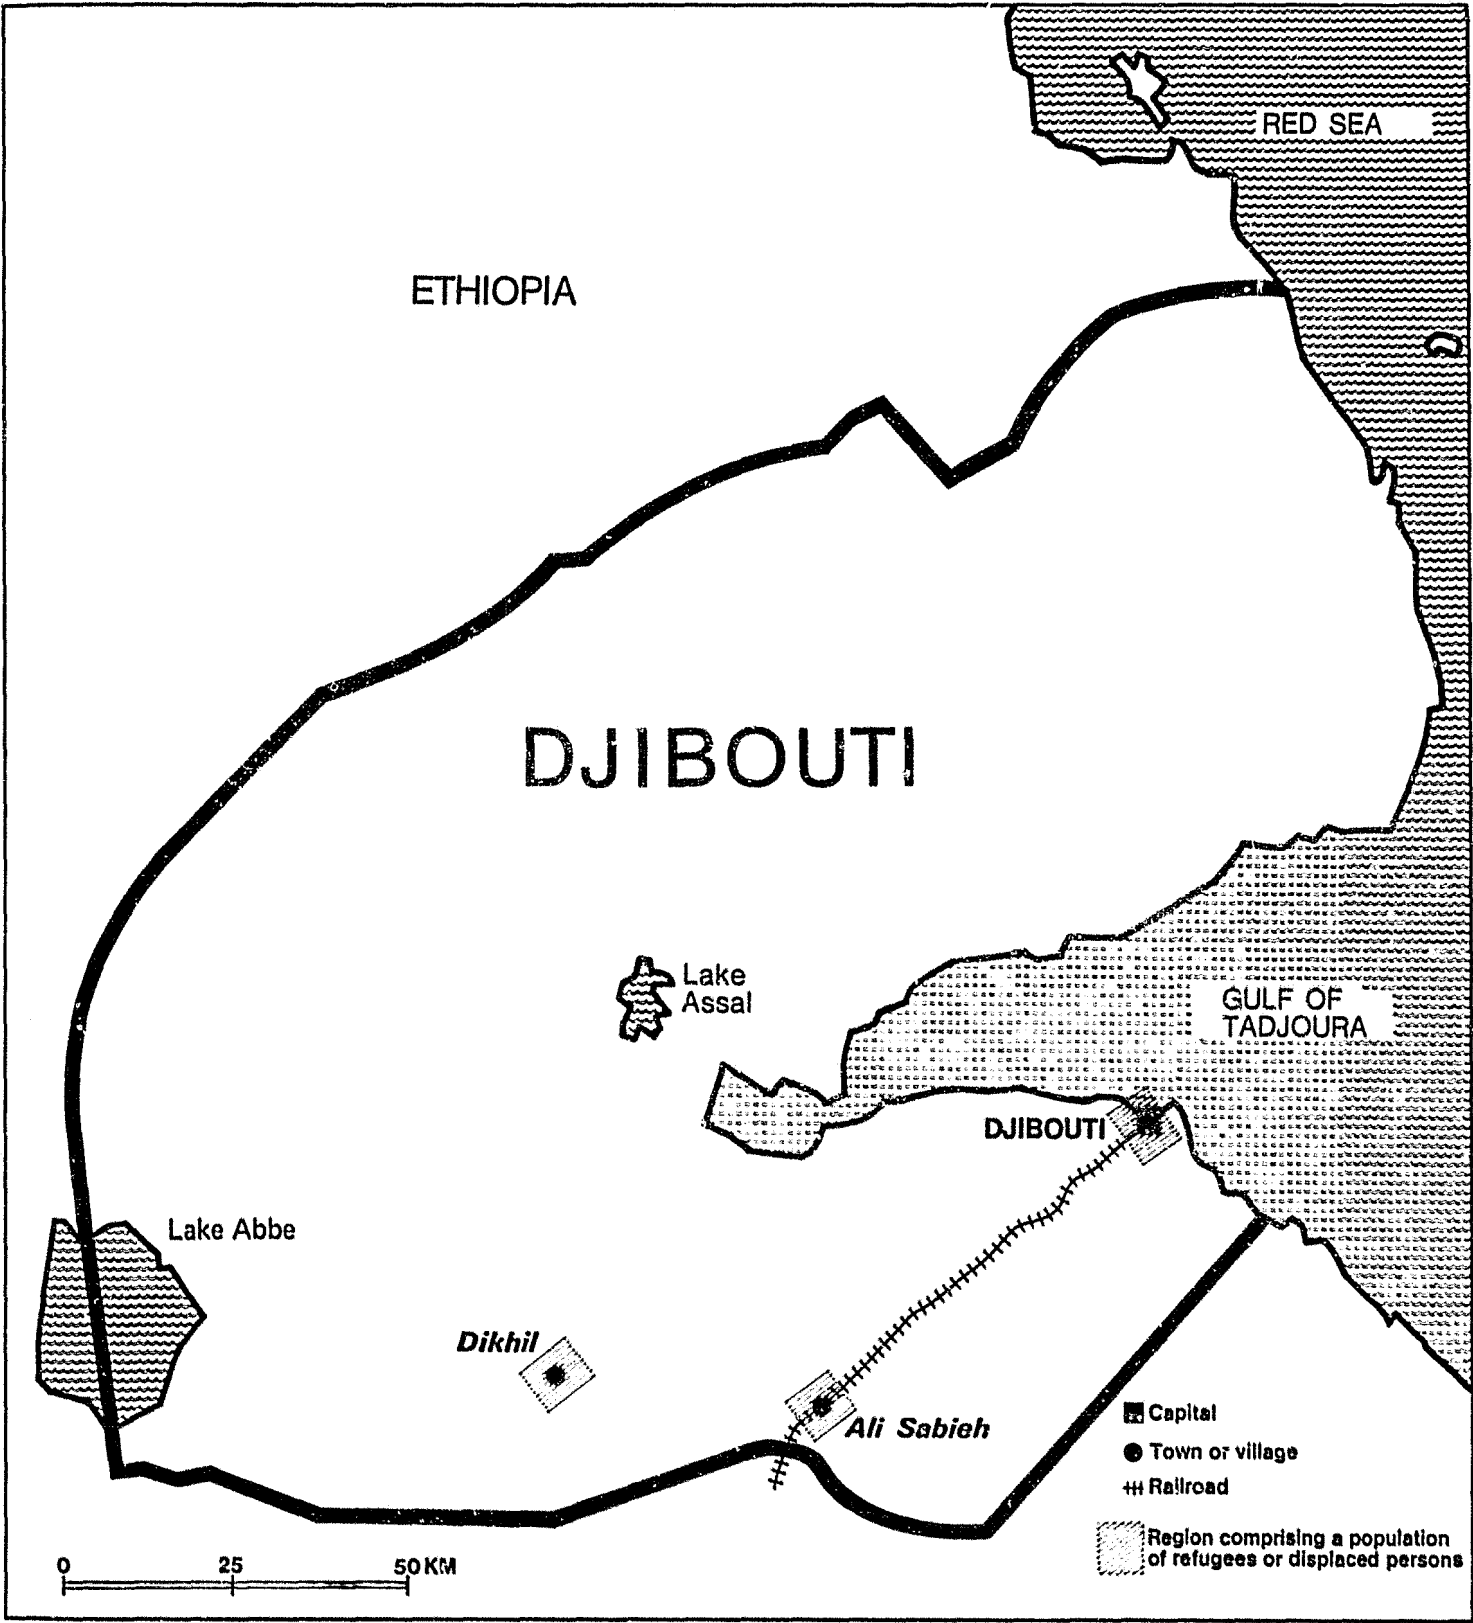 RED SEA
ETHIOPIA
DJIBOUTI
Lake
Assal
GULF OF
TADJOURA
DJIBOUTI
Lake Abbe
Dikhil
Ali Sabieh
Capital
Town or village
Railroad
Region comprising a population
of refugees or displaced persons
0 25 50 KM